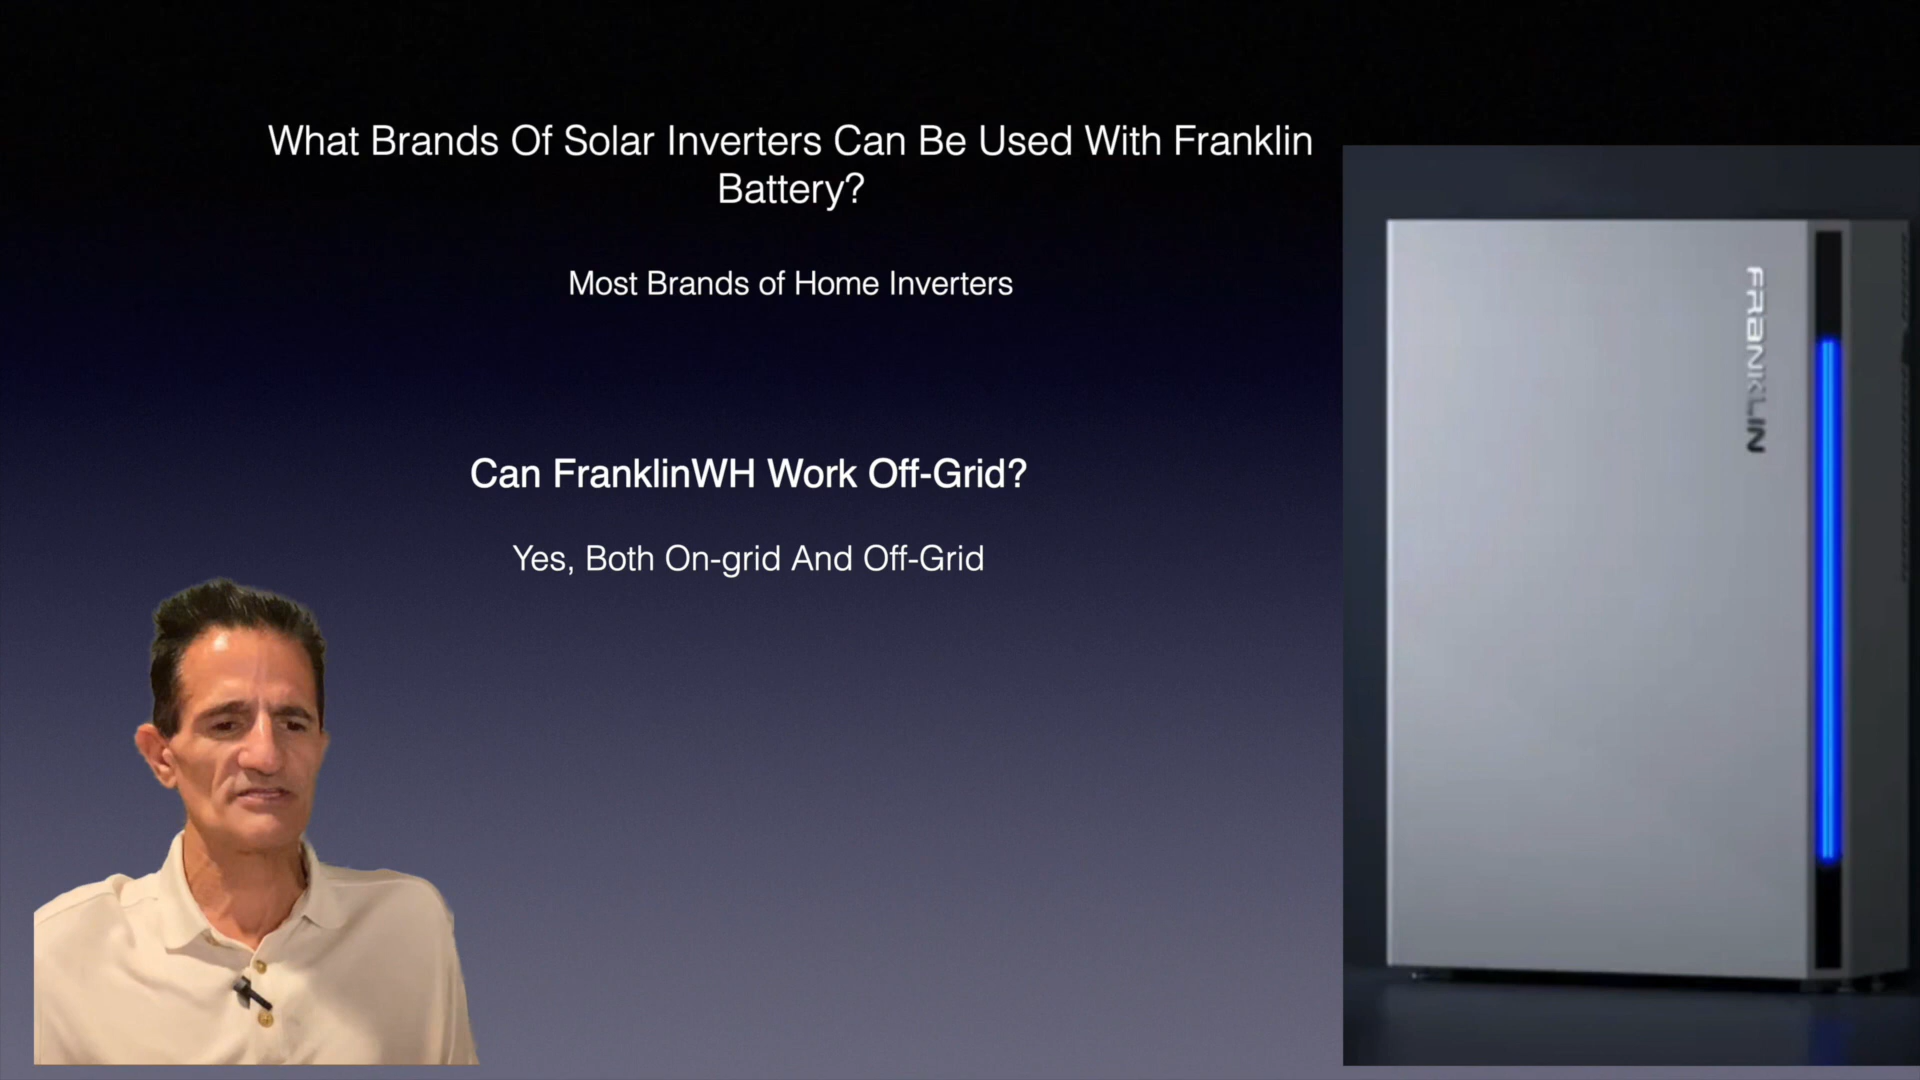 What Brands Of Solar Inverters Can Be Used With Franklin
Battery?
Most Brands of Home Inverters
Can FranklinWH Work Off-Grid?
Yes, Both On-grid And Off-Grid
FRANKLIN